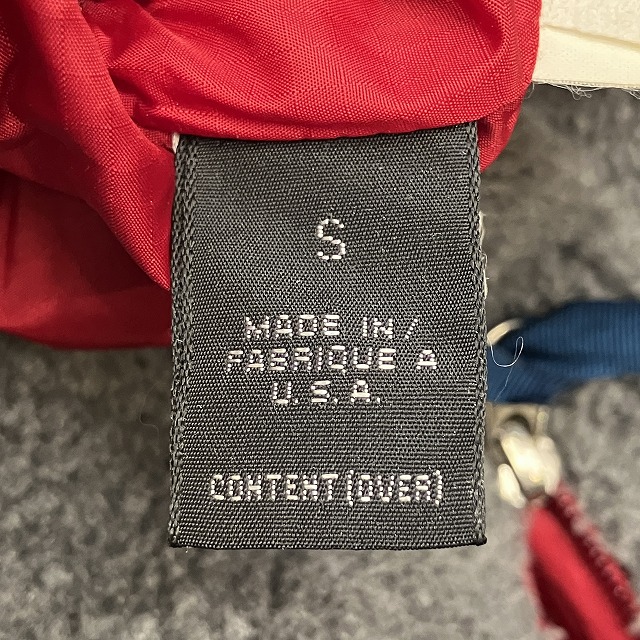 S
MADE IN/
FABRIQUE A
U.S.A.
CONTENT (OVER)